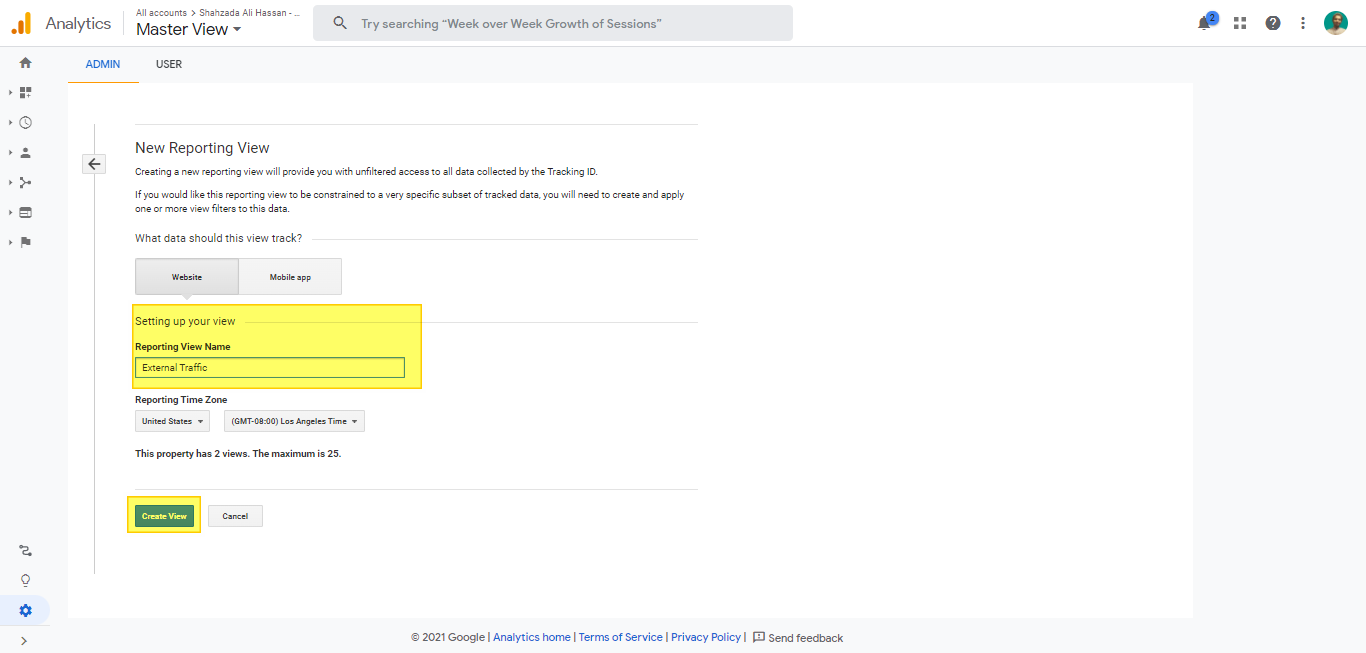 Analytics
All accounts > Shahzada Ali Hassan - ...
Master View
Try searching “Week over Week Growth of Sessions”
2
ADMIN
USER
New Reporting View
Creating a new reporting view will provide you with unfiltered access to all data collected by the Tracking ID.
If you would like this reporting view to be constrained to a very specific subset of tracked data, you will need to create and apply
one or more view filters to this data.
What data should this view track?
Website
Mobile app
Setting up your view
Reporting View Name
External Traffic
Reporting Time Zone
United States
(GMT-08:00) Los Angeles Time
This property has 2 views. The maximum is 25.
Create View
Cancel
© 2021 Google | Analytics home | Terms of Service | Privacy Policy | Send feedback